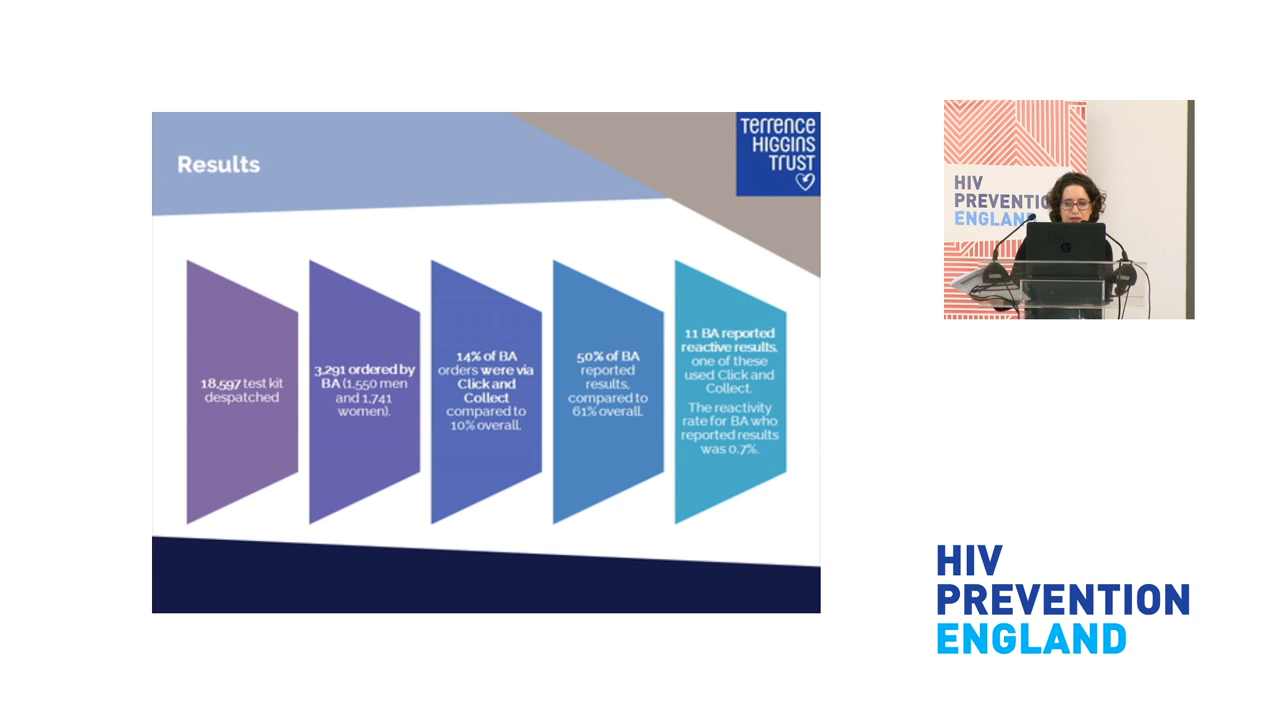 Results
Terrence
HIGGINS
TRUST
18,597 test kit
despatched
3,291 ordered by
BA (1,550 men
and 1,741
women).
14% of BA
orders were via
Click and
Collect
compared to
10% overall.
50% of BA
reported
results,
compared to
61% overall.
11 BA reported
reactive results,
one of these
used Click and
Collect.
The reactivity
rate for BA who
reported results
was 0.7%.
HIV
PREVENTIO
ENGLAN
hp
HIV
PREVENTION
ENGLAND